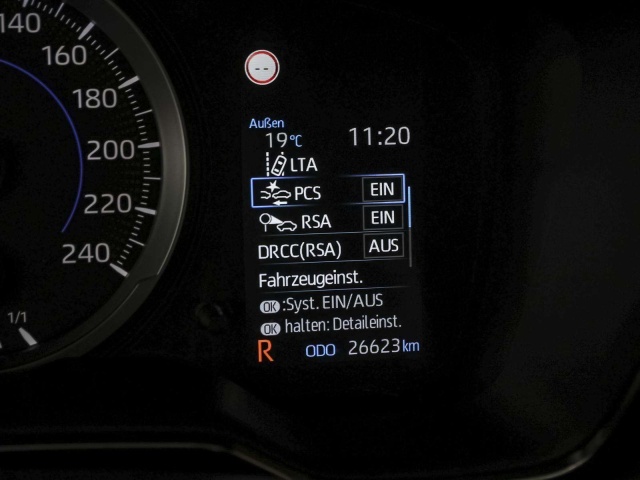 140
160
180
200
220
240
1/1
--
Außen
19°C 11:20
LTA
PCS EIN
RSA EIN
DRCC(RSA) AUS
Fahrzeugeinst.
OK :Syst. EIN/AUS
OK halten: Detaileinst.
R ODO 26623 km